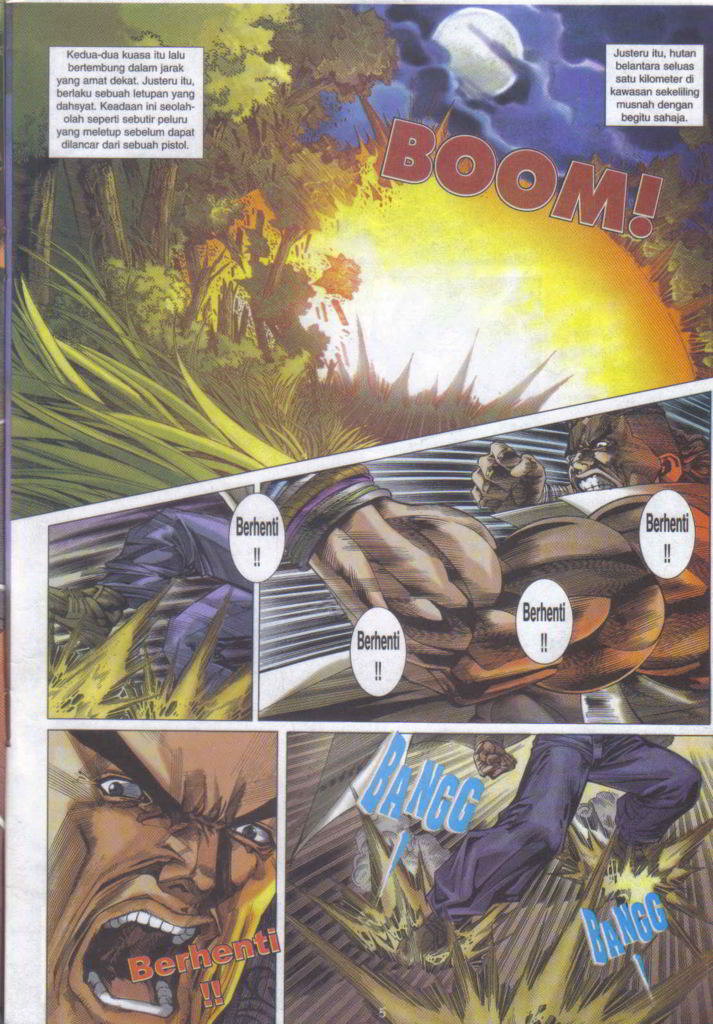 Kedua-dua kuasa itu lalu
bertembung dalam jarak
yang amat dekat. Justeru itu,
berlaku sebuah letupan yang
dahsyat. Keadaan ini seolah-
olah seperti sebutir peluru
yang meletup sebelum dapat
dilancar dari sebuah pistol.
Justeru itu, hutan
belantara seluas
satu kilometer di
kawasan sekeliling
musnah dengan
begitu sahaja.
BOOM!
Berhenti
!!
Berhenti
!!
Berhenti
!!
Berhenti
!!
Berhenti
!!
BANGG
!
BANGG
!
5